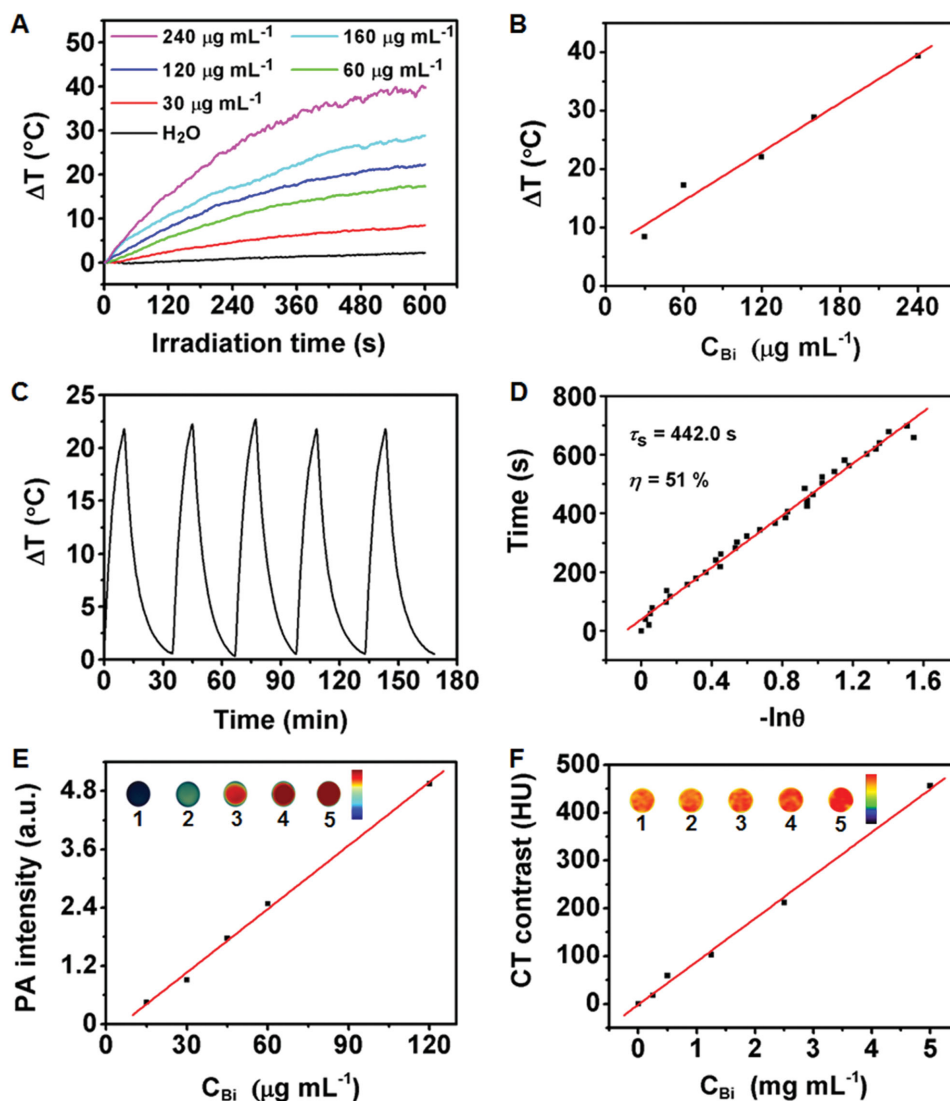 A
50
40
30
20
10
0
ΔT (°C)
240 μg mL⁻¹ 160 μg mL⁻¹
120 μg mL⁻¹ 60 μg mL⁻¹
30 μg mL⁻¹
H₂O
0 120 240 360 480 600
Irradiation time (s)
B
40
30
20
10
0
ΔT (°C)
0 60 120 180 240
C_Bi (μg mL⁻¹)
C
25
20
15
10
5
0
ΔT (°C)
0 30 60 90 120 150 180
Time (min)
D
800
600
400
200
0
Time (s)
τs = 442.0 s
η = 51 %
0 0.4 0.8 1.2 1.6
-lnθ
E
4.8
3.6
2.4
1.2
0
PA intensity (a.u.)
1 2 3 4 5
0 30 60 90 120
C_Bi (μg mL⁻¹)
F
500
400
300
200
100
0
CT contrast (HU)
1 2 3 4 5
0 1 2 3 4 5
C_Bi (mg mL⁻¹)